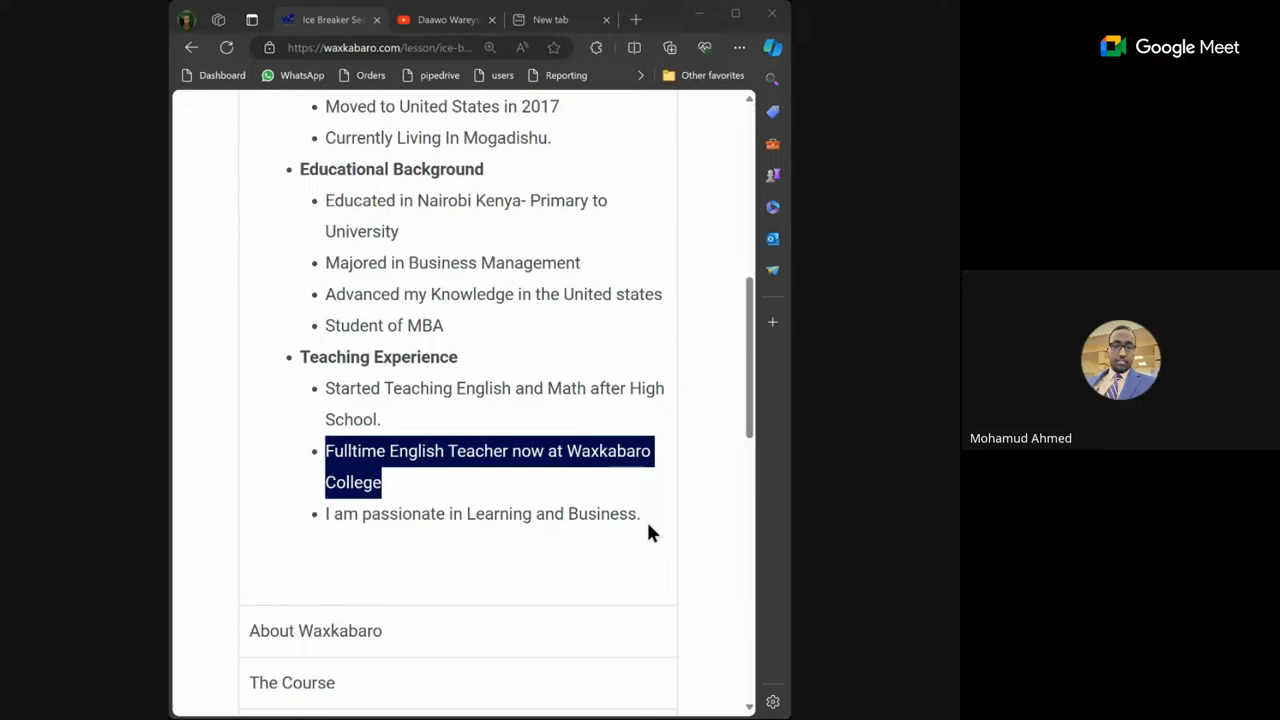 Ice Breaker Se
Daawo Wareys
New tab
https://waxkabaro.com/lesson/ice-b...
Dashboard
WhatsApp
Orders
pipedrive
users
Reporting
Other favorites
Google Meet
• Moved to United States in 2017
• Currently Living In Mogadishu.
• Educational Background
• Educated in Nairobi Kenya- Primary to
University
• Majored in Business Management
• Advanced my Knowledge in the United states
• Student of MBA
• Teaching Experience
• Started Teaching English and Math after High
School.
• Fulltime English Teacher now at Waxkabaro
College
• I am passionate in Learning and Business.
About Waxkabaro
The Course
Mohamud Ahmed